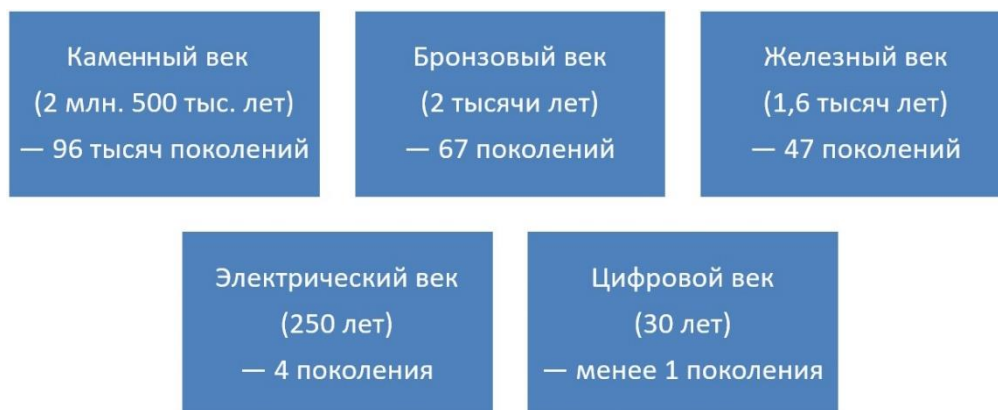 Каменный век
(2 млн. 500 тыс. лет)
— 96 тысяч поколений
Бронзовый век
(2 тысячи лет)
— 67 поколений
Железный век
(1,6 тысяч лет)
— 47 поколений
Электрический век
(250 лет)
— 4 поколения
Цифровой век
(30 лет)
— менее 1 поколения